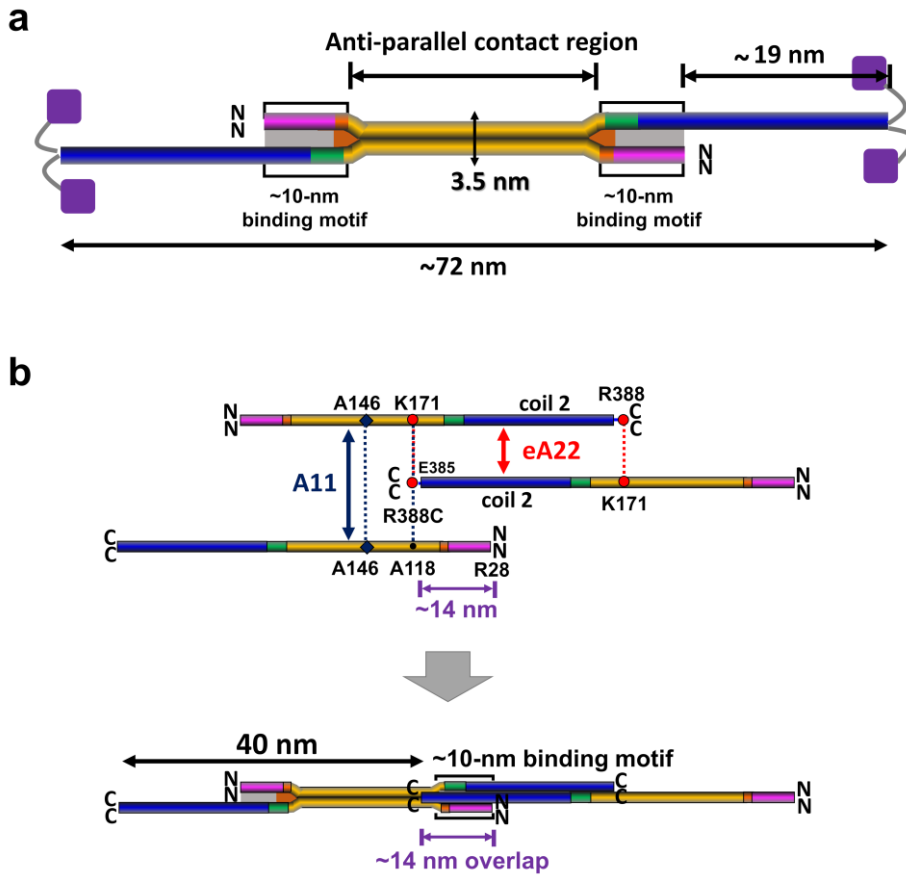 a
Anti-parallel contact region
~ 19 nm
N
N
N
N
3.5 nm
~10-nm
binding motif
~10-nm
binding motif
~72 nm
b
N
N
A146
K171
coil 2
R388
C
C
A11
eA22
C
C
E385
coil 2
K171
N
N
R388C
C
C
A146
A118
R28
N
N
~14 nm
40 nm
~10-nm binding motif
N
N
C
C
C
C
C
C
N
N
N
N
~14 nm overlap